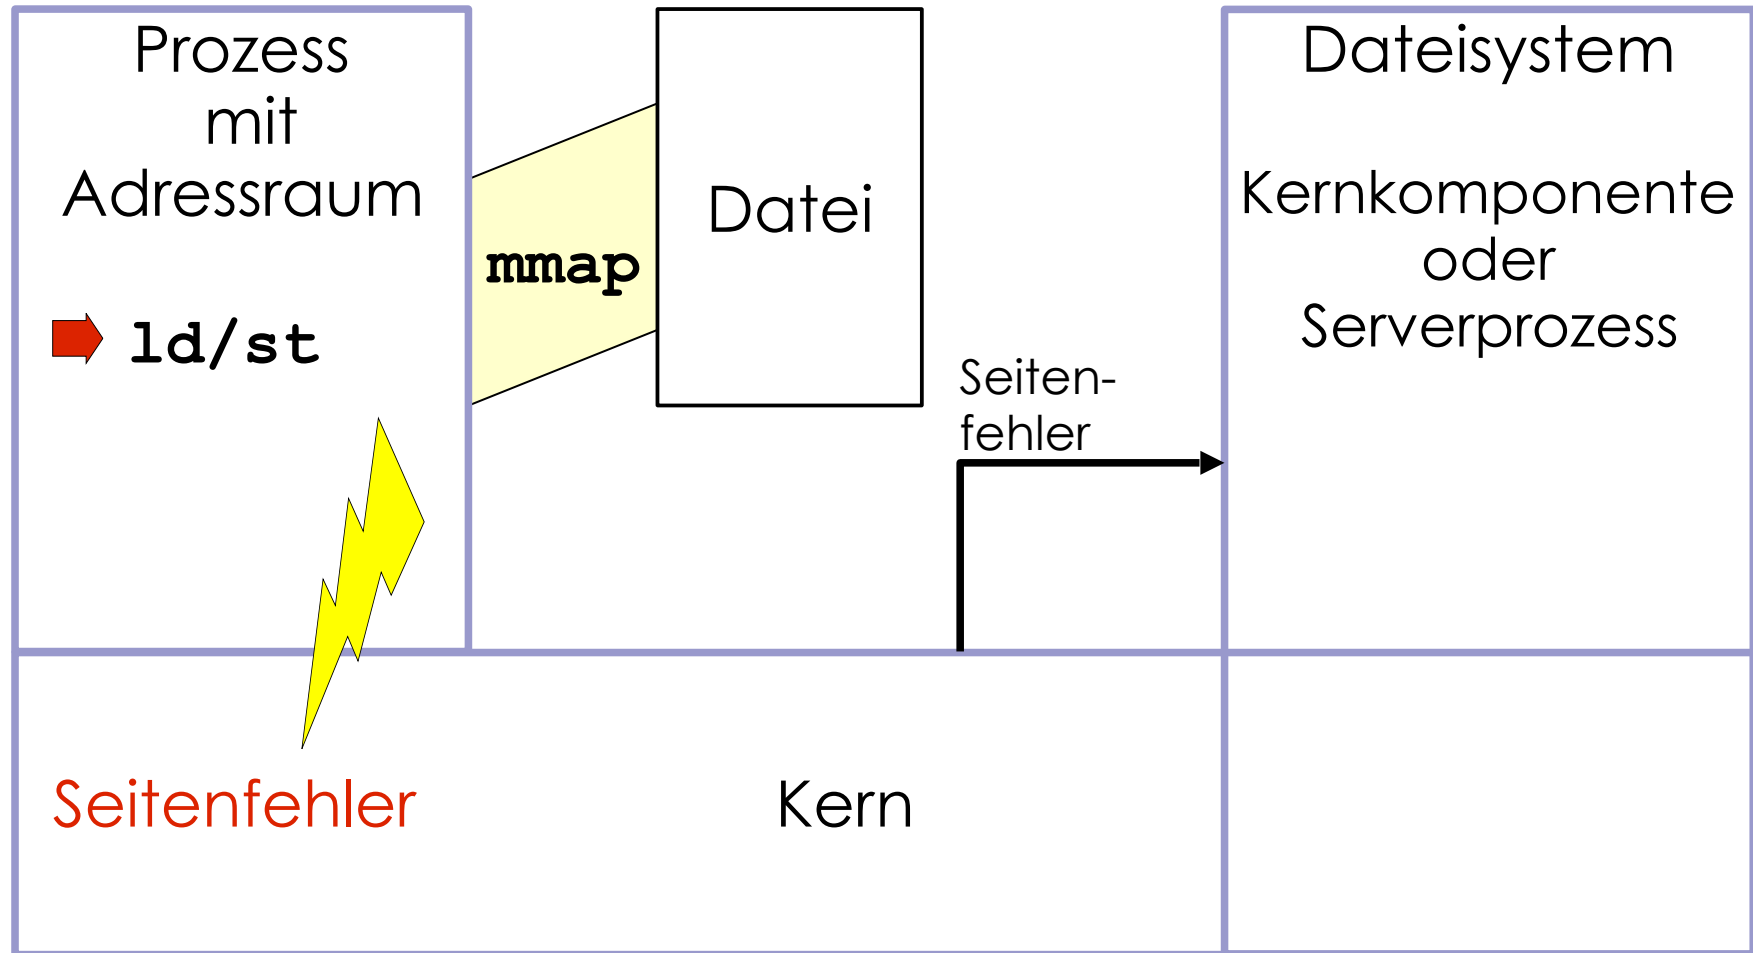 Prozess
mit
Adressraum
ld/st
mmap
Datei
Seiten-
fehler
Dateisystem
Kernkomponente
oder
Serverprozess
Seitenfehler
Kern